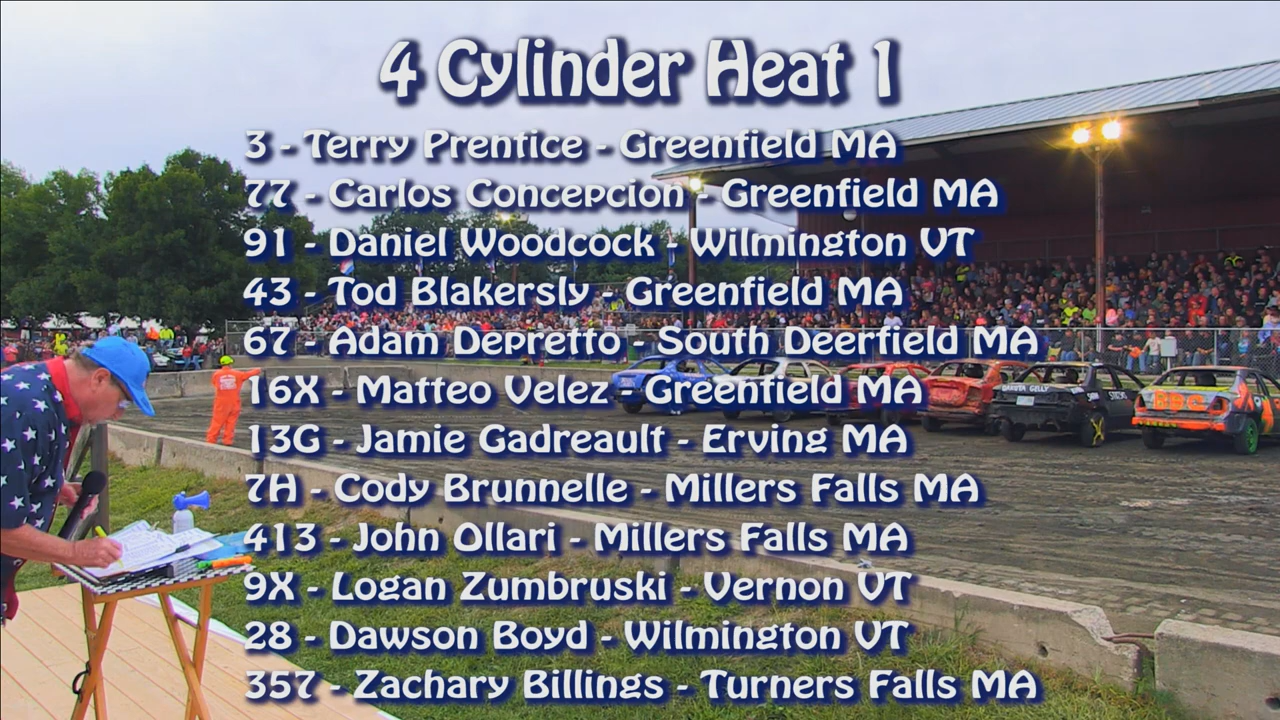 4 Cylinder Heat 1
3 - Terry Prentice - Greenfield MA
77 - Carlos Concepcion - Greenfield MA
91 - Daniel Woodcock - Wilmington VT
43 - Tod Blakersly - Greenfield MA
67 - Adam Depretto - South Deerfield MA
16X - Matteo Velez - Greenfield MA
13G - Jamie Gadreault - Erving MA
7H - Cody Brunnelle - Millers Falls MA
413 - John Ollari - Millers Falls MA
9X - Logan Zumbruski - Vernon VT
28 - Dawson Boyd - Wilmington VT
357 - Zachary Billings - Turners Falls MA